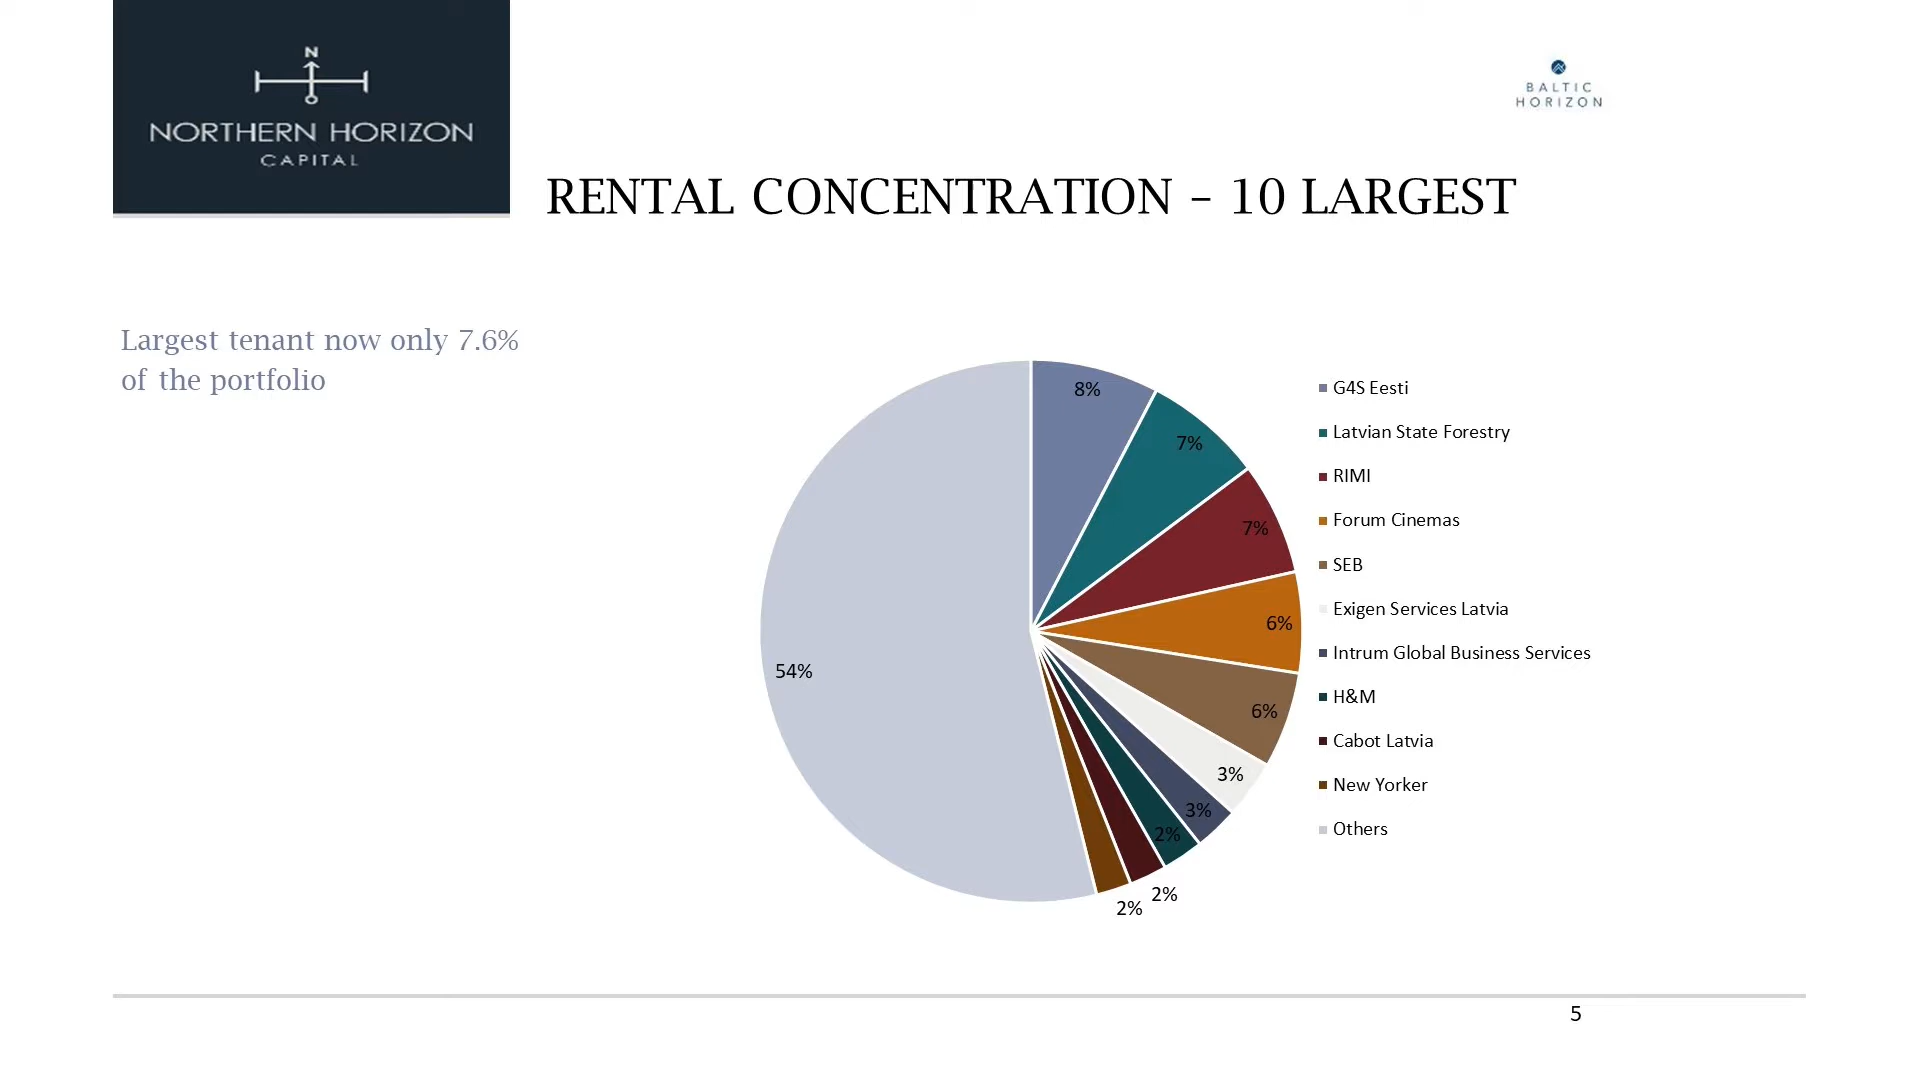 N
NORTHERN HORIZON
CAPITAL
BALTIC
HORIZON
RENTAL CONCENTRATION – 10 LARGEST
Largest tenant now only 7.6%
of the portfolio
8%
7%
7%
6%
6%
3%
3%
2%
2%
2%
54%
G4S Eesti
Latvian State Forestry
RIMI
Forum Cinemas
SEB
Exigen Services Latvia
Intrum Global Business Services
H&M
Cabot Latvia
New Yorker
Others
5